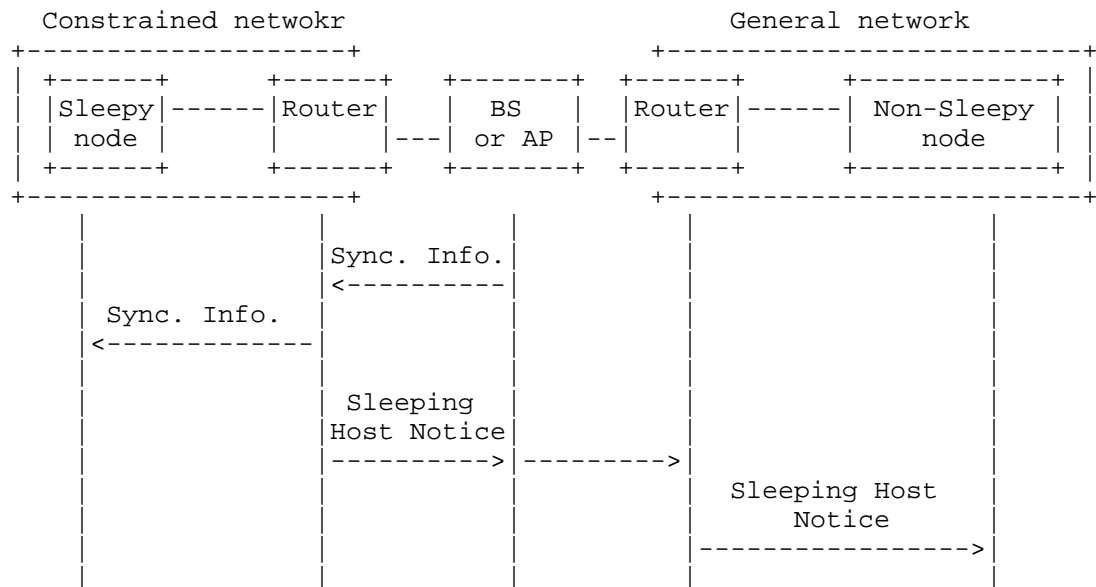 Constrained netwokr General network
Sleepy Router BS Router Non-Sleepy
node or AP node
Sync. Info.
Sync. Info.
Sleeping
Host Notice
Sleeping Host
Notice